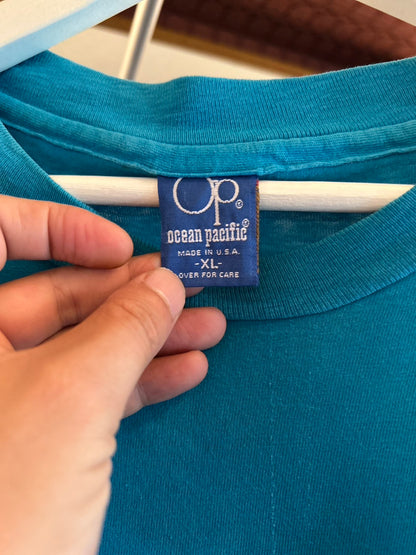 Op®
ocean pacific®
MADE IN U.S.A.
-XL-
OVER FOR CARE